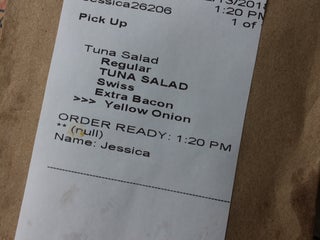 Jessica26206
1:20 PM
1 of
Pick Up
Tuna Salad
Regular
TUNA SALAD
Swiss
Extra Bacon
>>> Yellow Onion
ORDER READY: 1:20 PM
** (null)
Name: Jessica